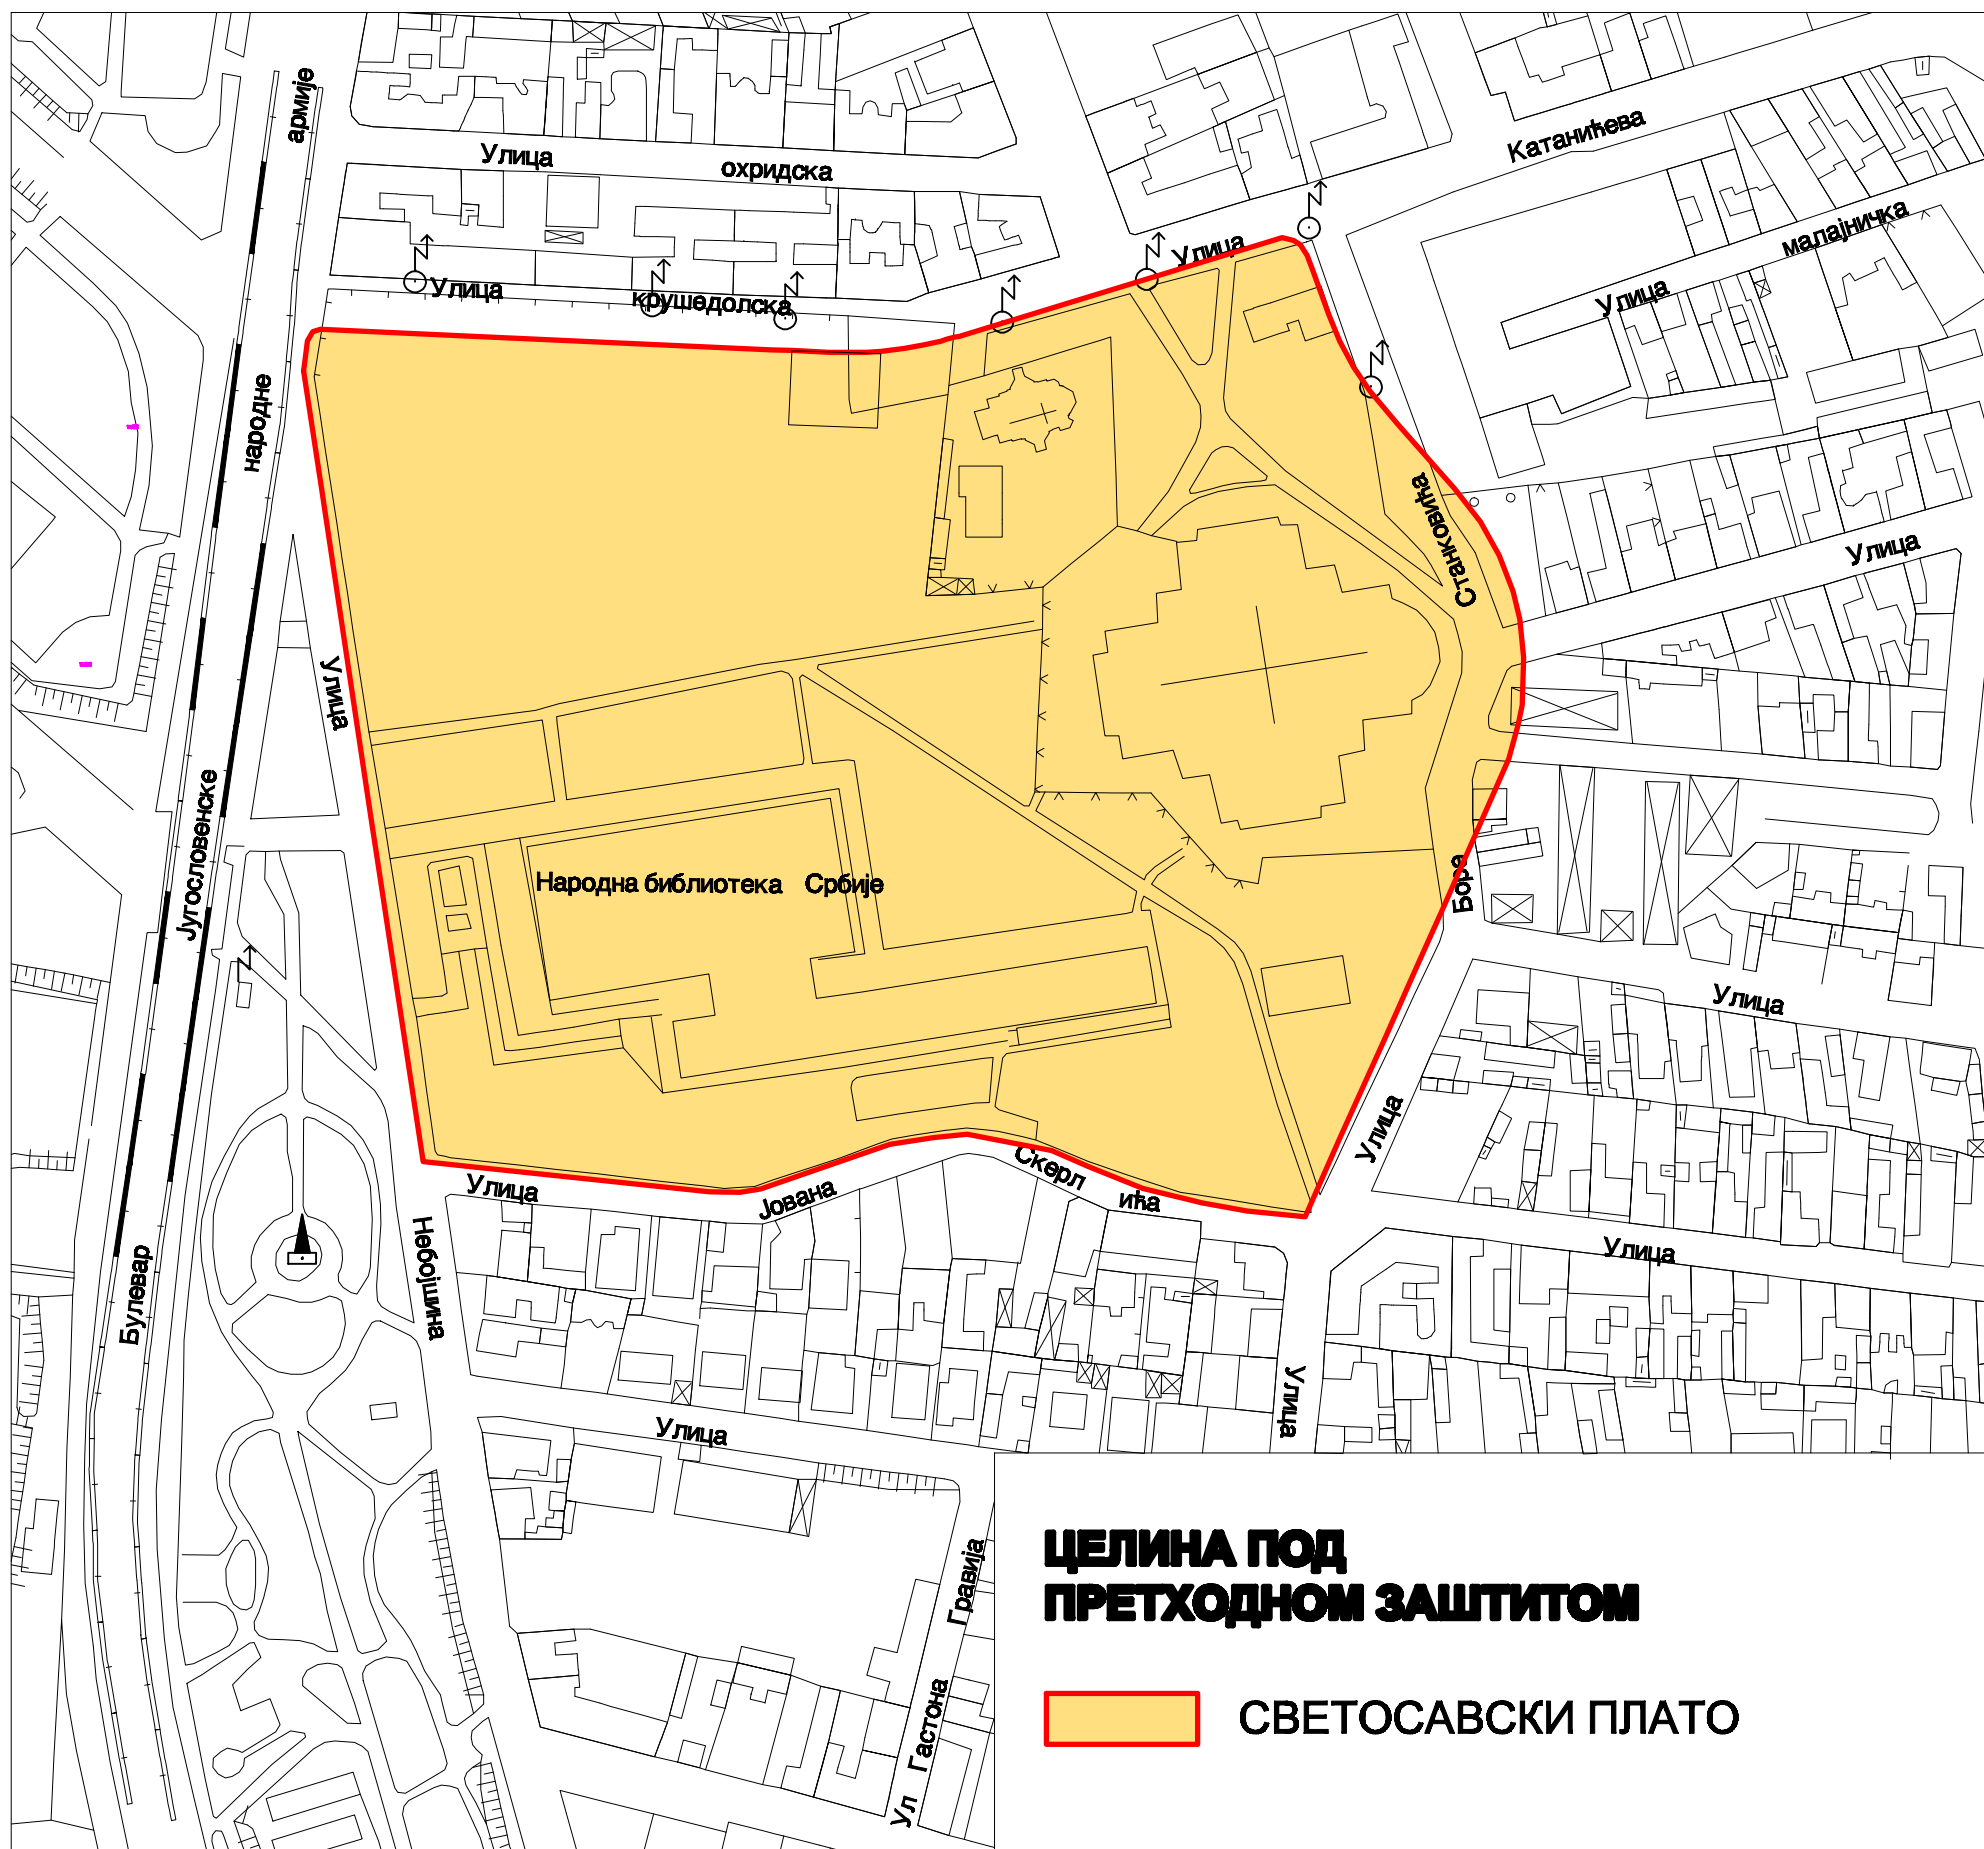 армије
Улица охридска
Катанићева
Улица малајничка
Улица крушедолска
Улица
народне
Станковића
Улица
Улица
Југословенске
Народна библиотека Србије
Боре
Улица
Улица
Улица Јована Скерл ића
Небојшина
Улица
Булевар
Улица
Улица
Гравија
Гастона
Ул
ЦЕЛИНА ПОД
ПРЕТХОДНОМ ЗАШТИТОМ
СВЕТОСАВСКИ ПЛАТО